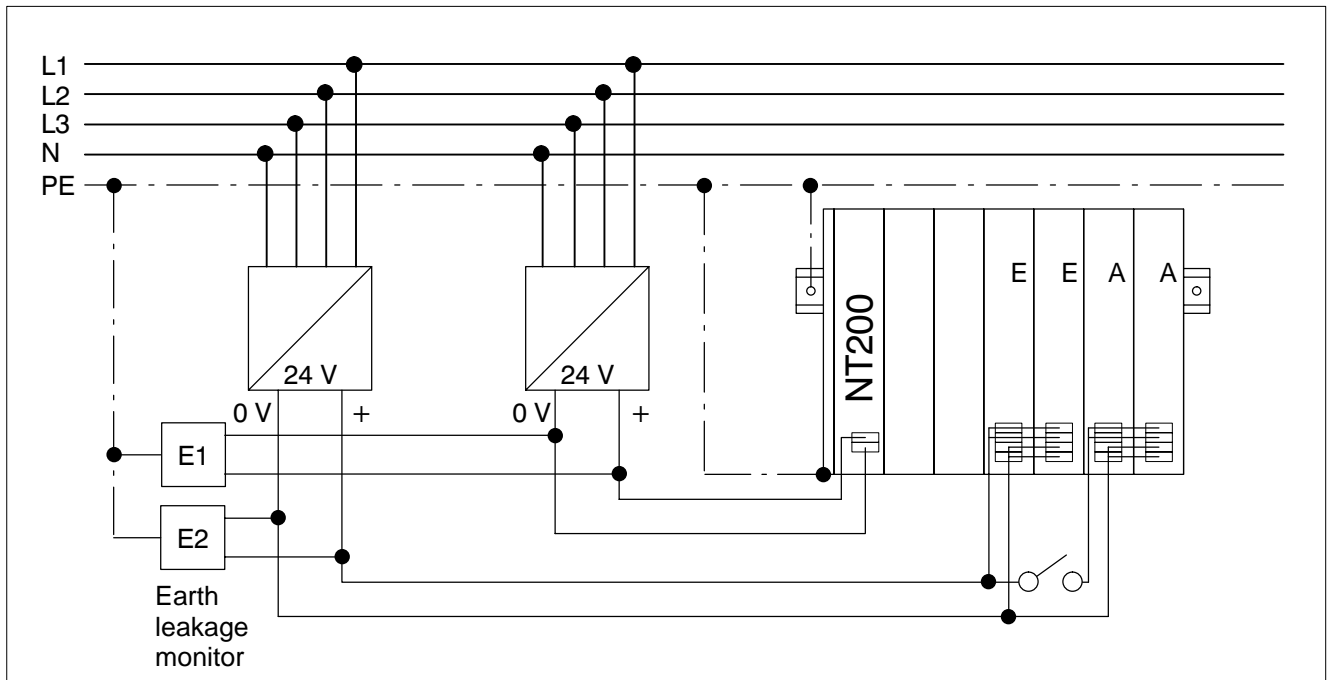 L1
L2
L3
N
PE
E E A A
NT200
24 V 24 V
0 V + 0 V +
E1
E2
Earth
leakage
monitor